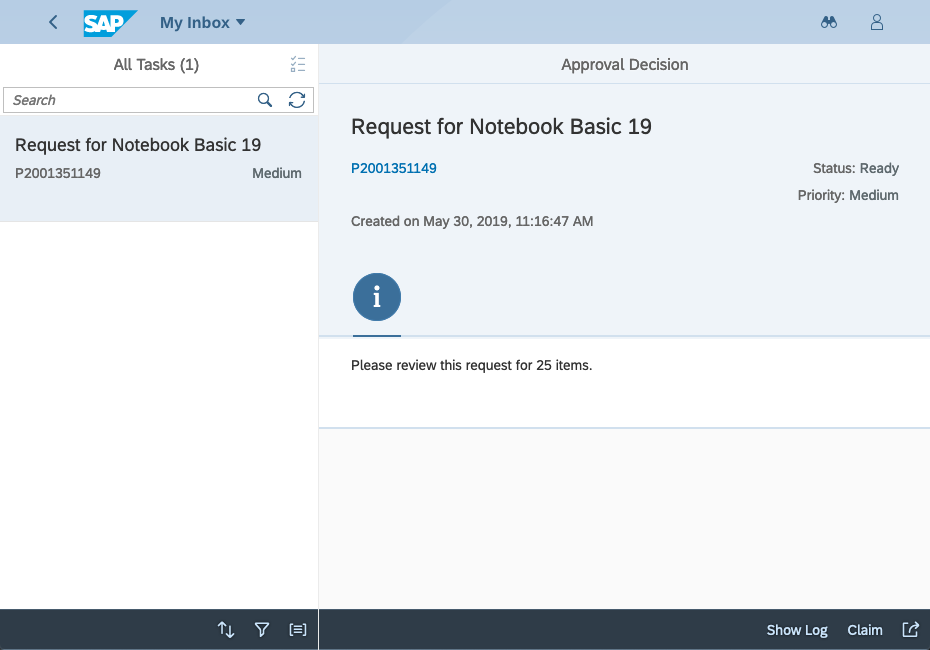 SAP My Inbox
All Tasks (1)
Search
Request for Notebook Basic 19
P2001351149 Medium
Approval Decision
Request for Notebook Basic 19
P2001351149 Status: Ready
Priority: Medium
Created on May 30, 2019, 11:16:47 AM
i
Please review this request for 25 items.
Show Log Claim